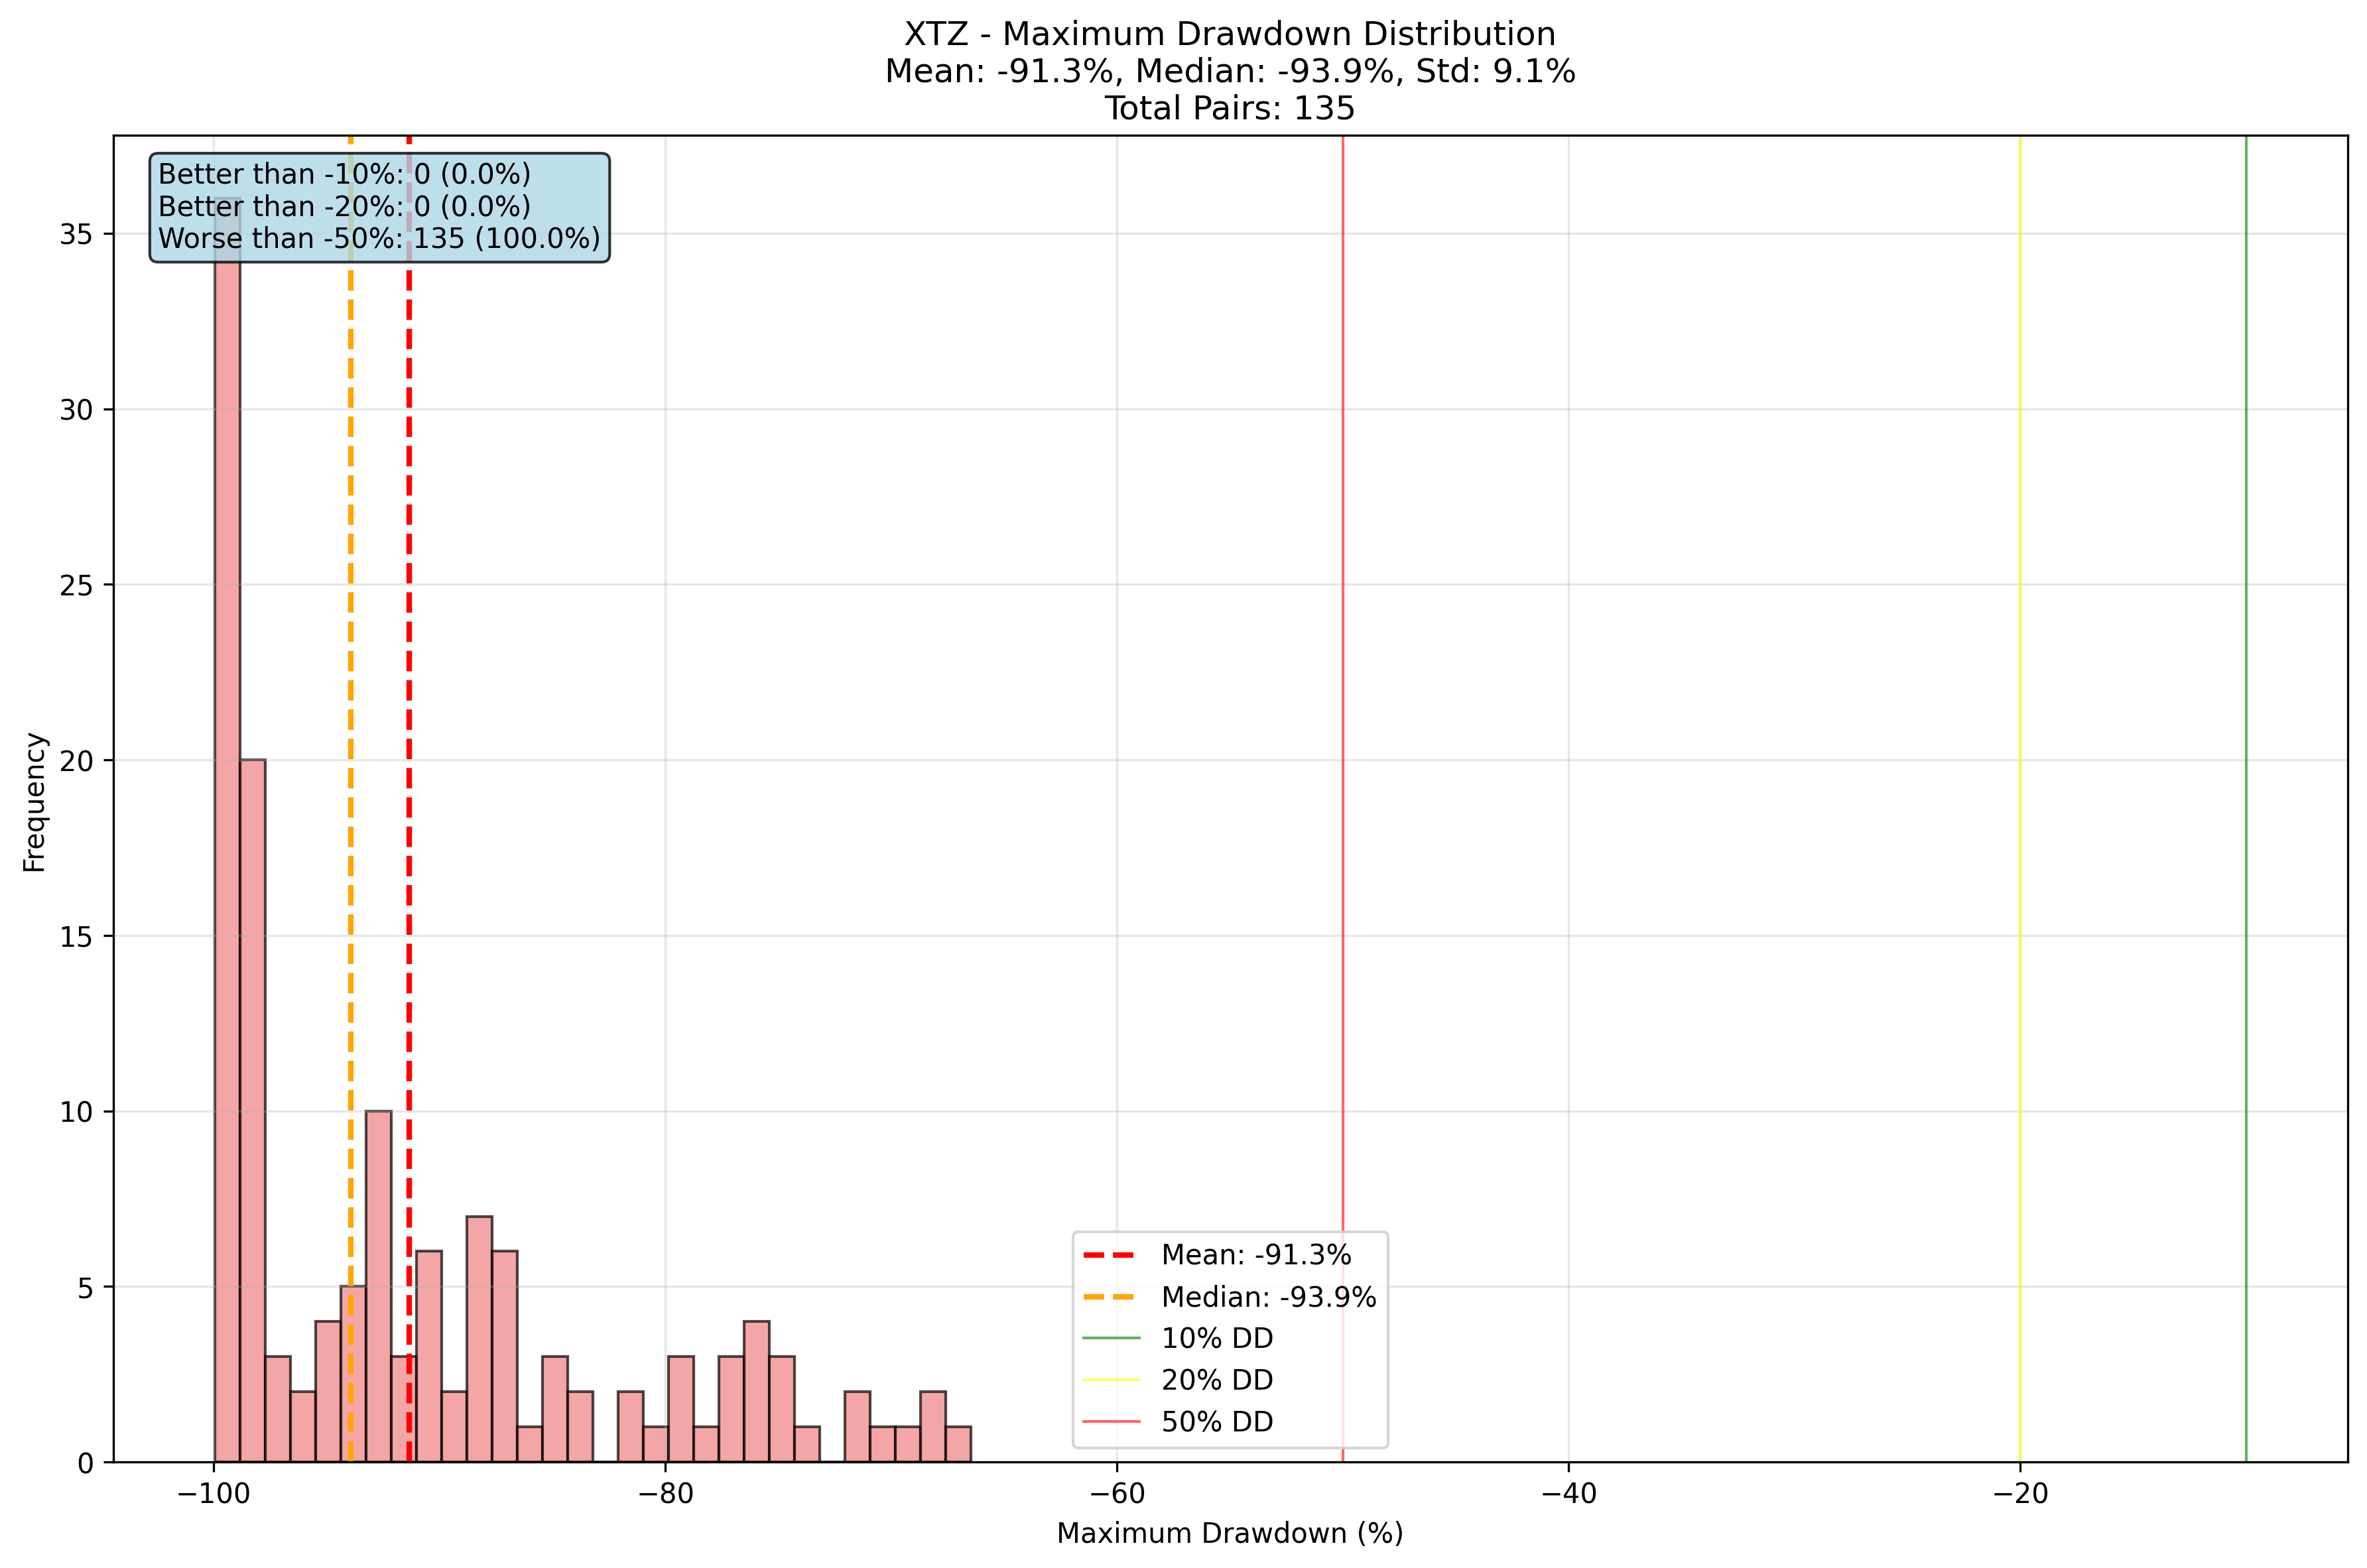 XTZ - Maximum Drawdown Distribution
Mean: -91.3%, Median: -93.9%, Std: 9.1%
Total Pairs: 135
Better than -10%: 0 (0.0%)
Better than -20%: 0 (0.0%)
Worse than -50%: 135 (100.0%)
35
30
25
20
15
10
5
0
Frequency
Mean: -91.3%
Median: -93.9%
10% DD
20% DD
50% DD
−100
−80
−60
−40
−20
Maximum Drawdown (%)